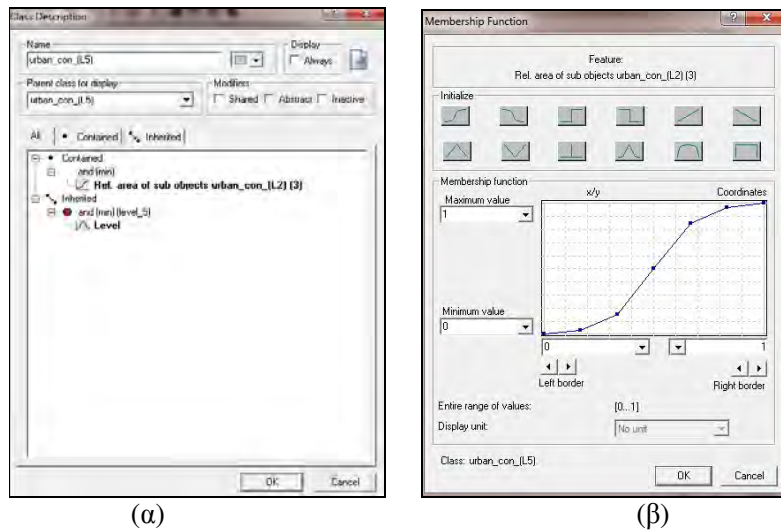 Class Description
Name
urban_con_(L5)
Display
Always
Parent class for display
urban_con_(L5)
Modifiers
Shared Abstract Inactive
All Contained Inherited
Contained
and (min)
Rel. area of sub objects urban_con_(L2) (3)
Inherited
and (min) (level_5)
Level
OK Cancel
(α)
Membership Function
Feature:
Rel. area of sub objects urban_con_(L2) (3)
Initialize
Membership function
x/y Coordinates
Maximum value
1
Minimum value
0
0 1
Left border Right border
Entire range of values: [0...1]
Display unit: No unit
Class: urban_con_(L5)
OK Cancel
(β)